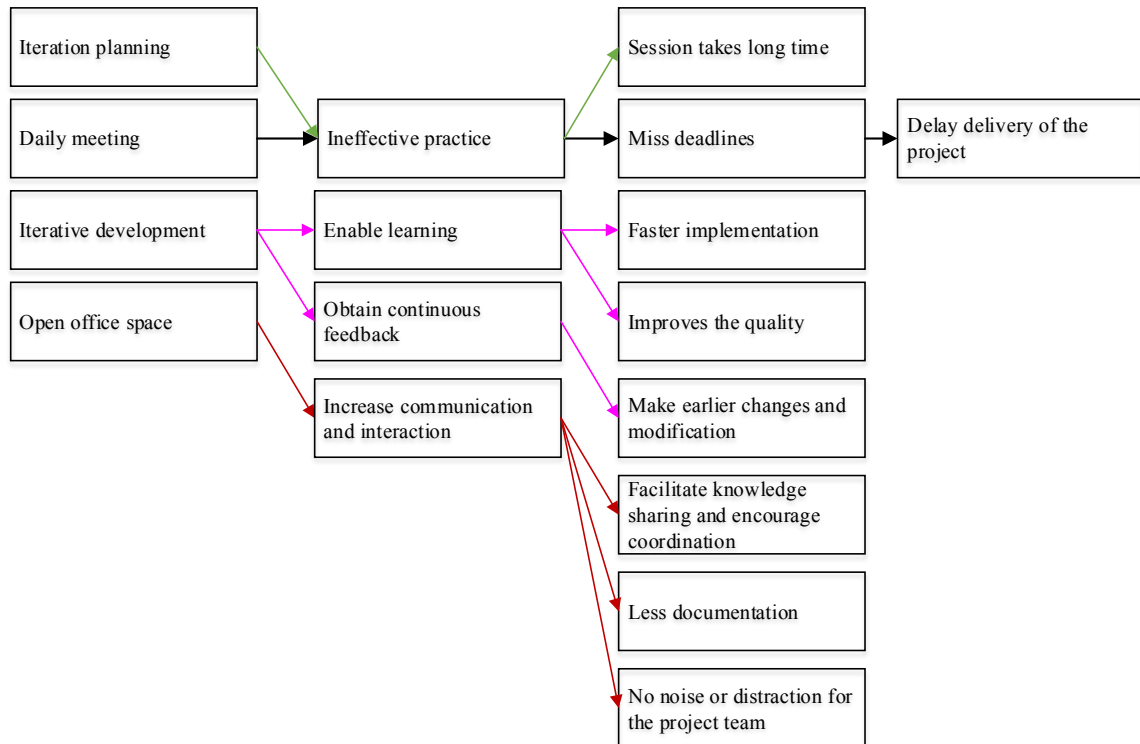 Iteration planning
Session takes long time
Daily meeting
Ineffective practice
Miss deadlines
Delay delivery of the
project
Iterative development
Enable learning
Faster implementation
Open office space
Obtain continuous
feedback
Improves the quality
Increase communication
and interaction
Make earlier changes and
modification
Facilitate knowledge
sharing and encourage
coordination
Less documentation
No noise or distraction for
the project team